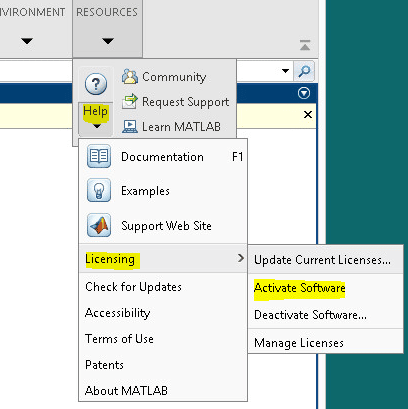 VIRONMENT RESOURCES
Community
Help Request Support
Learn MATLAB
Documentation F1
Examples
Support Web Site
Licensing
Update Current Licenses...
Check for Updates
Activate Software
Accessibility
Deactivate Software...
Terms of Use
Manage Licenses
Patents
About MATLAB